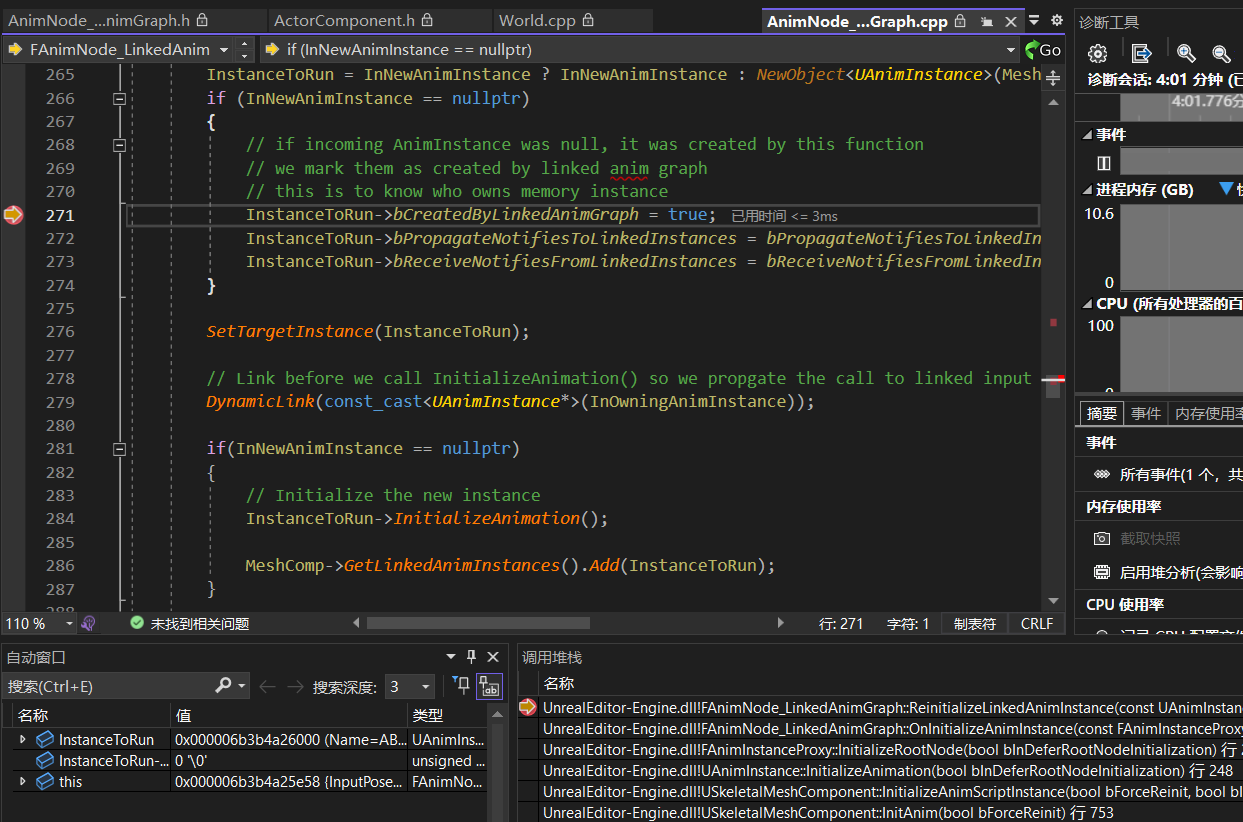 AnimNode_...nimGraph.h
ActorComponent.h
World.cpp
AnimNode_...Graph.cpp
FAnimNode_LinkedAnim
if (InNewAnimInstance == nullptr)
Go
265 InstanceToRun = InNewAnimInstance ? InNewAnimInstance : NewObject<UAnimInstance>(Mesh
266 if (InNewAnimInstance == nullptr)
267 {
268 // if incoming AnimInstance was null, it was created by this function
269 // we mark them as created by linked anim graph
270 // this is to know who owns memory instance
271 InstanceToRun->bCreatedByLinkedAnimGraph = true; 已用时间 <= 3ms
272 InstanceToRun->bPropagateNotifiesToLinkedInstances = bPropagateNotifiesToLinkedIn
273 InstanceToRun->bReceiveNotifiesFromLinkedInstances = bReceiveNotifiesFromLinkedIn
274 }
275
276 SetTargetInstance(InstanceToRun);
277
278 // Link before we call InitializeAnimation() so we propgate the call to linked input
279 DynamicLink(const_cast<UAnimInstance*>(InOwningAnimInstance));
280
281 if(InNewAnimInstance == nullptr)
282 {
283 // Initialize the new instance
284 InstanceToRun->InitializeAnimation();
285
286 MeshComp->GetLinkedAnimInstances().Add(InstanceToRun);
287 }
110 %
未找到相关问题
行: 271
字符: 1
制表符
CRLF
诊断工具
诊断会话: 4:01 分钟 (已
4:01.776分
事件
进程内存 (GB)
10.6
0
CPU (所有处理器的百
100
0
摘要 事件 内存使用率
事件
所有事件(1 个，共
内存使用率
截取快照
启用堆分析(会影响
CPU 使用率
自动窗口
搜索(Ctrl+E)
搜索深度: 3
名称 值 类型
InstanceToRun 0x000006b3b4a26000 (Name=AB... UAnimIns...
InstanceToRun-... 0 '\0' unsigned ...
this 0x000006b3b4a25e58 {InputPose... FAnimNo...
调用堆栈
名称
UnrealEditor-Engine.dll!FAnimNode_LinkedAnimGraph::ReinitializeLinkedAnimInstance(const UAnimInstanc
UnrealEditor-Engine.dll!FAnimNode_LinkedAnimGraph::OnInitializeAnimInstance(const FAnimInstanceProxy
UnrealEditor-Engine.dll!FAnimInstanceProxy::InitializeRootNode(bool bInDeferRootNodeInitialization) 行
UnrealEditor-Engine.dll!UAnimInstance::InitializeAnimation(bool bInDeferRootNodeInitialization) 行 248
UnrealEditor-Engine.dll!USkeletalMeshComponent::InitializeAnimScriptInstance(bool bForceReinit, bool bI
UnrealEditor-Engine.dll!USkeletalMeshComponent::InitAnim(bool bForceReinit) 行 753